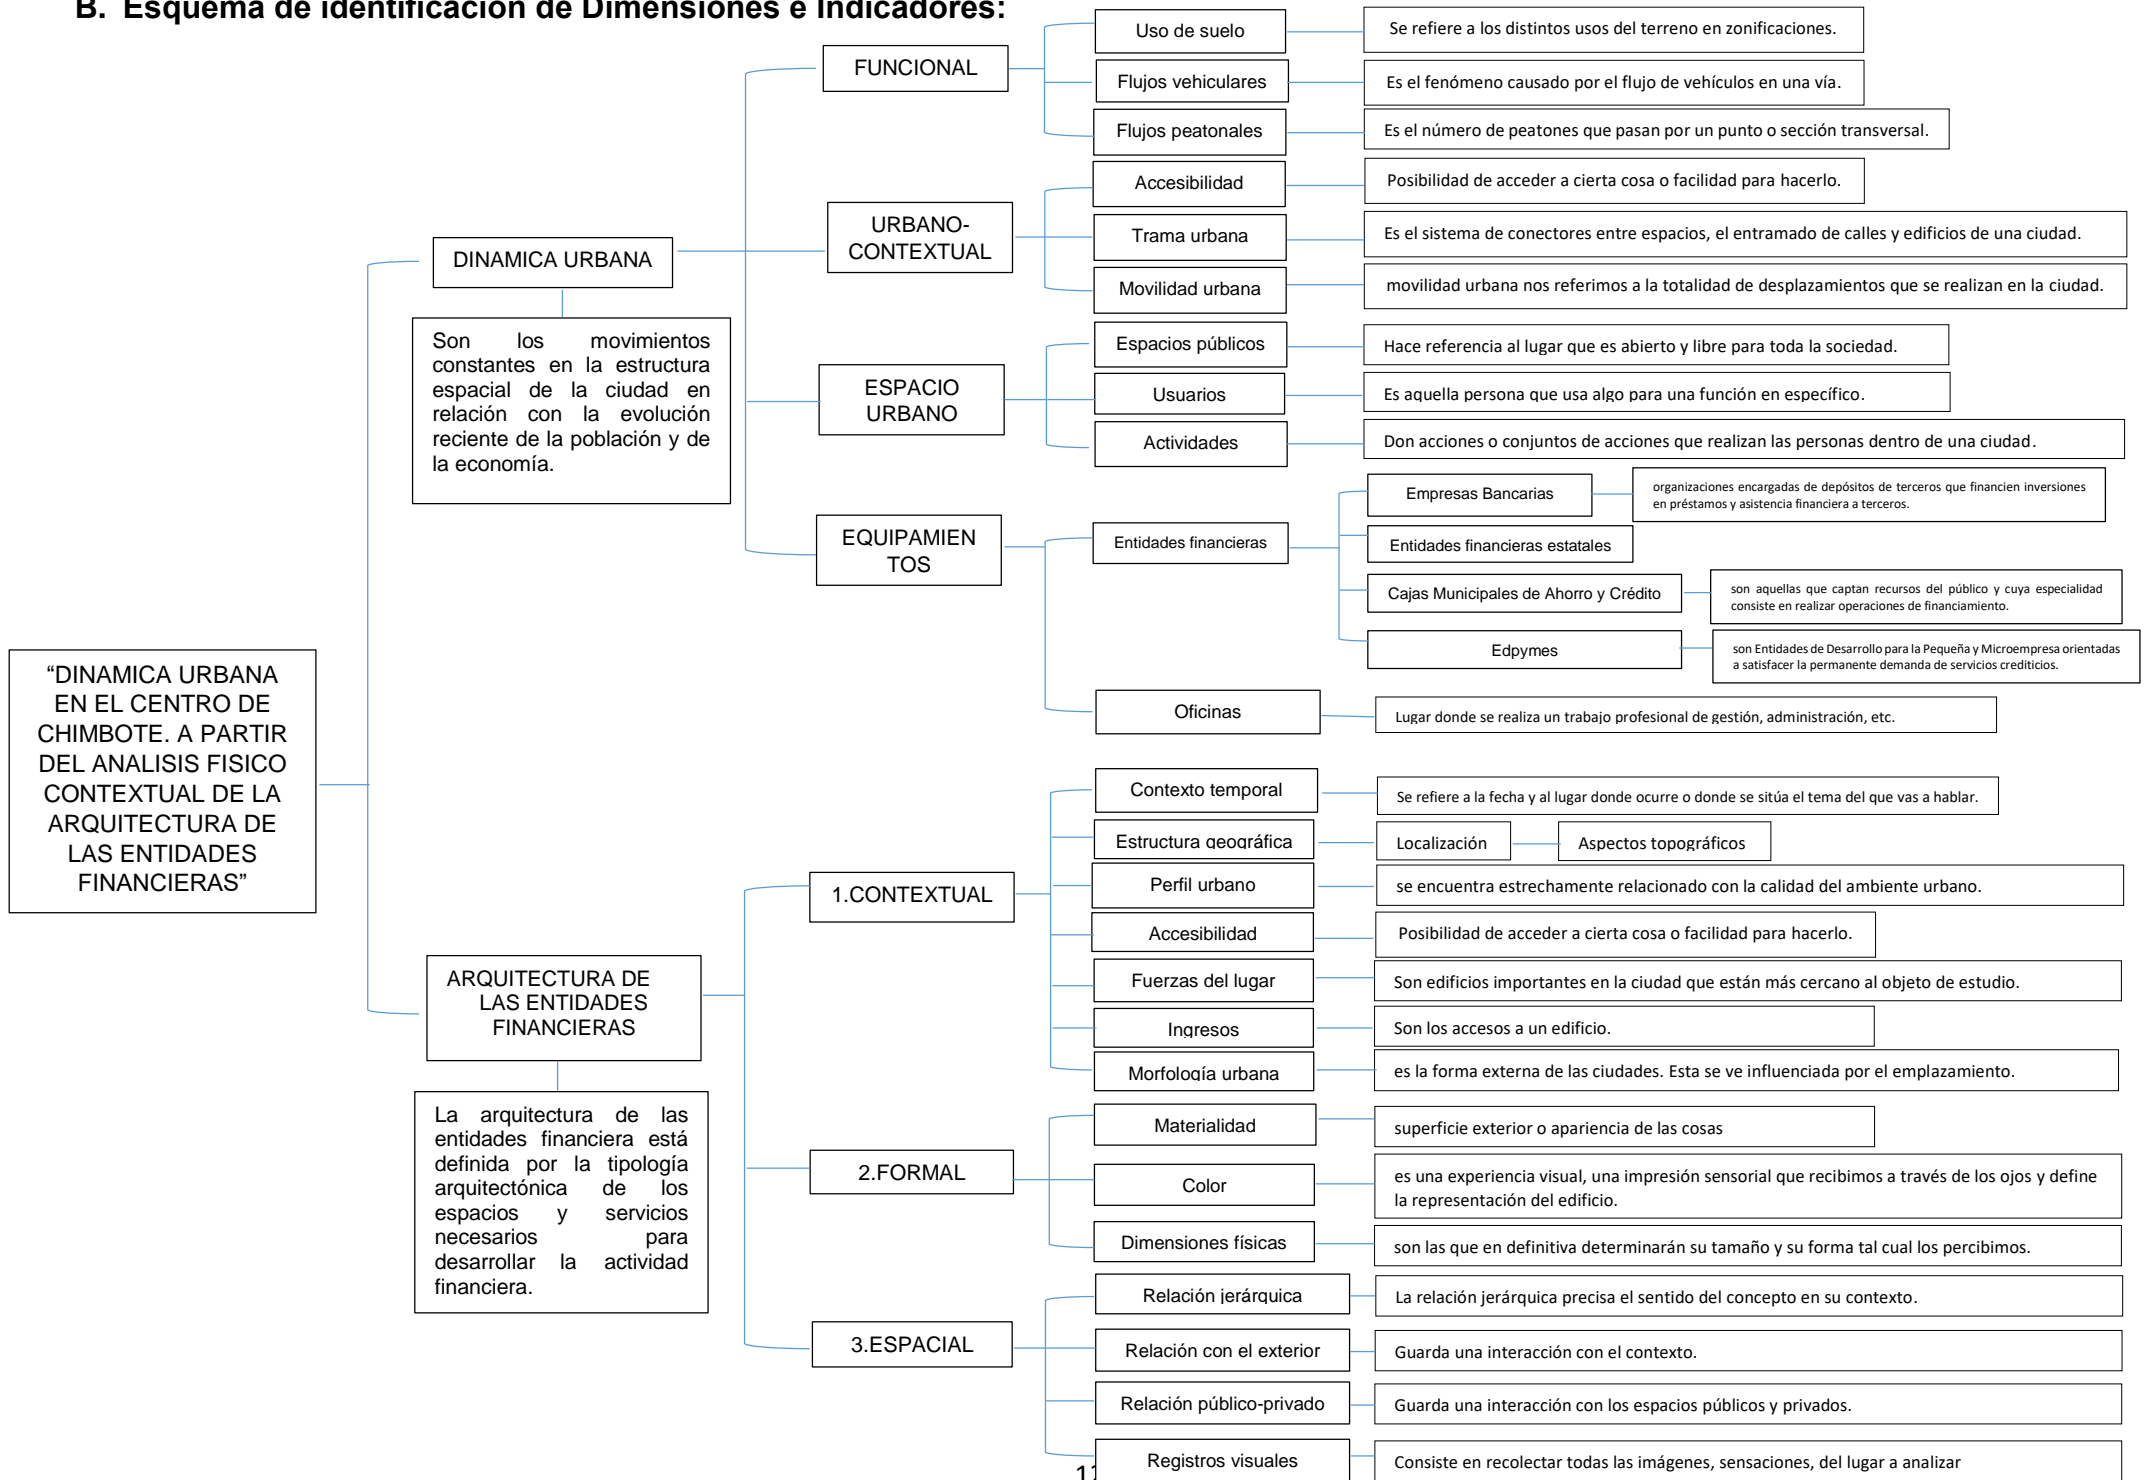 B. Esquema de identificación de Dimensiones e Indicadores:
“DINAMICA URBANA
EN EL CENTRO DE
CHIMBOTE. A PARTIR
DEL ANALISIS FISICO
CONTEXTUAL DE LA
ARQUITECTURA DE
LAS ENTIDADES
FINANCIERAS”
DINAMICA URBANA
Son los movimientos
constantes en la estructura
espacial de la ciudad en
relación con la evolución
reciente de la población y de
la economía.
FUNCIONAL
Uso de suelo
Se refiere a los distintos usos del terreno en zonificaciones.
Flujos vehiculares
Es el fenómeno causado por el flujo de vehículos en una vía.
Flujos peatonales
Es el número de peatones que pasan por un punto o sección transversal.
URBANO-
CONTEXTUAL
Accesibilidad
Posibilidad de acceder a cierta cosa o facilidad para hacerlo.
Trama urbana
Es el sistema de conectores entre espacios, el entramado de calles y edificios de una ciudad.
Movilidad urbana
movilidad urbana nos referimos a la totalidad de desplazamientos que se realizan en la ciudad.
ESPACIO
URBANO
Espacios públicos
Hace referencia al lugar que es abierto y libre para toda la sociedad.
Usuarios
Es aquella persona que usa algo para una función en específico.
Actividades
Don acciones o conjuntos de acciones que realizan las personas dentro de una ciudad.
EQUIPAMIEN
TOS
Entidades financieras
Empresas Bancarias
organizaciones encargadas de depósitos de terceros que financien inversiones
en préstamos y asistencia financiera a terceros.
Entidades financieras estatales
Cajas Municipales de Ahorro y Crédito
son aquellas que captan recursos del público y cuya especialidad
consiste en realizar operaciones de financiamiento.
Edpymes
son Entidades de Desarrollo para la Pequeña y Microempresa orientadas
a satisfacer la permanente demanda de servicios crediticios.
Oficinas
Lugar donde se realiza un trabajo profesional de gestión, administración, etc.
ARQUITECTURA DE
LAS ENTIDADES
FINANCIERAS
La arquitectura de las
entidades financiera está
definida por la tipología
arquitectónica de los
espacios y servicios
necesarios para
desarrollar la actividad
financiera.
1.CONTEXTUAL
Contexto temporal
Se refiere a la fecha y al lugar donde ocurre o donde se sitúa el tema del que vas a hablar.
Estructura geográfica
Localización
Aspectos topográficos
Perfil urbano
se encuentra estrechamente relacionado con la calidad del ambiente urbano.
Accesibilidad
Posibilidad de acceder a cierta cosa o facilidad para hacerlo.
Fuerzas del lugar
Son edificios importantes en la ciudad que están más cercano al objeto de estudio.
Ingresos
Son los accesos a un edificio.
Morfología urbana
es la forma externa de las ciudades. Esta se ve influenciada por el emplazamiento.
2.FORMAL
Materialidad
superficie exterior o apariencia de las cosas
Color
es una experiencia visual, una impresión sensorial que recibimos a través de los ojos y define
la representación del edificio.
Dimensiones físicas
son las que en definitiva determinarán su tamaño y su forma tal cual los percibimos.
3.ESPACIAL
Relación jerárquica
La relación jerárquica precisa el sentido del concepto en su contexto.
Relación con el exterior
Guarda una interacción con el contexto.
Relación público-privado
Guarda una interacción con los espacios públicos y privados.
Registros visuales
Consiste en recolectar todas las imágenes, sensaciones, del lugar a analizar